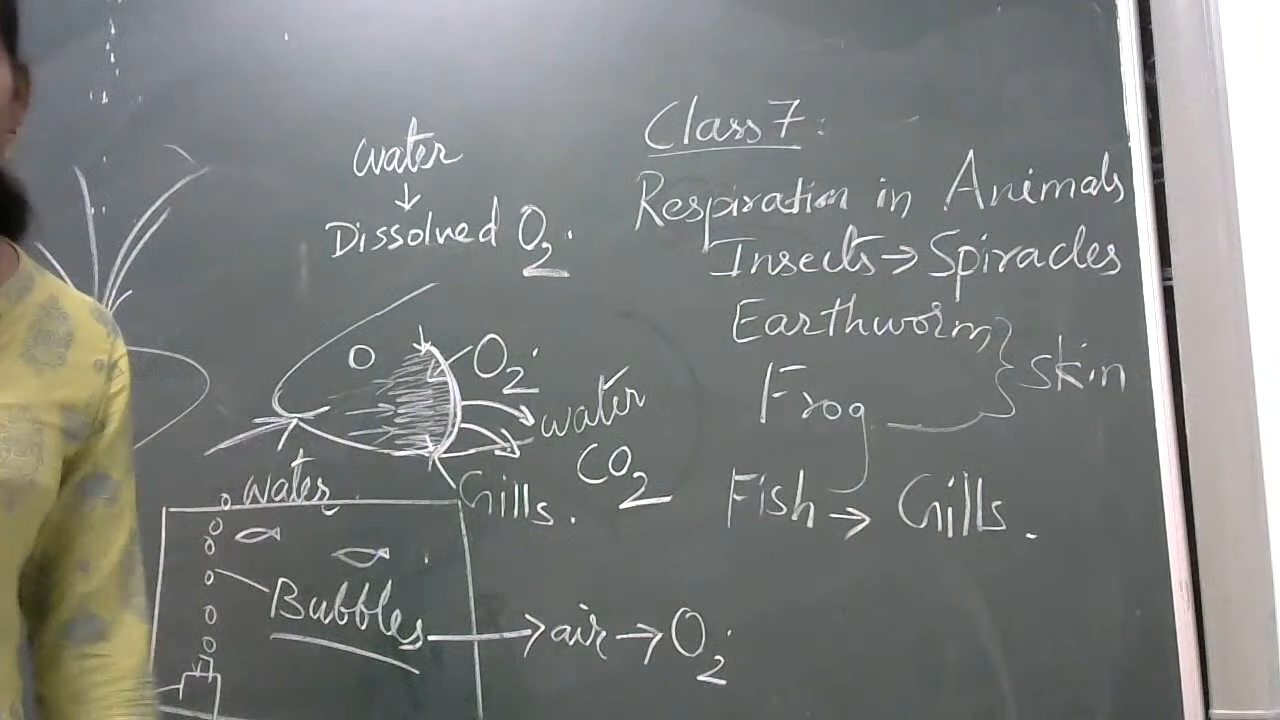 Class 7:
Respiration in Animals
Insects → Spiracles
Earthworm
Frog
Skin
Fish → Gills.
water
↓
Dissolved O₂.
O₂.
water
CO₂
Gills.
water
Bubbles → air → O₂